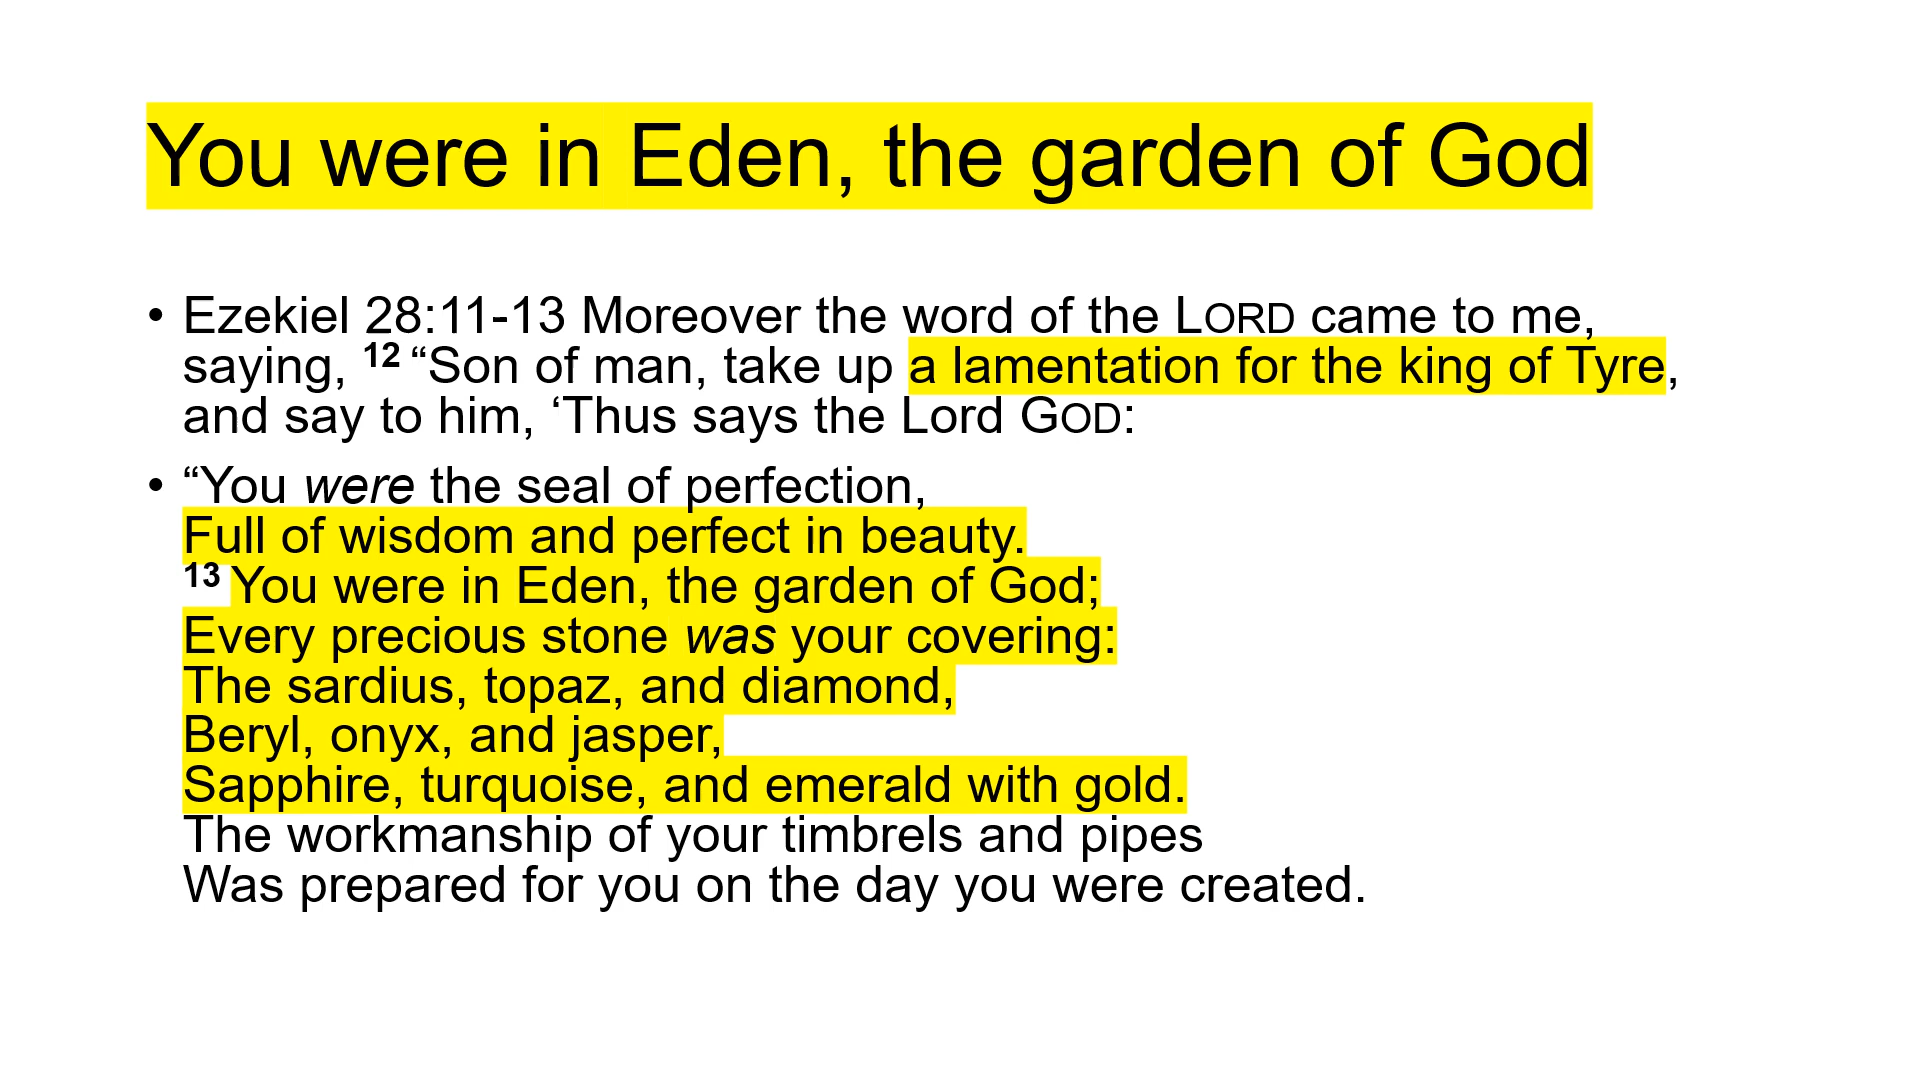 You were in Eden, the garden of God
• Ezekiel 28:11-13 Moreover the word of the LORD came to me,
saying, 12 “Son of man, take up a lamentation for the king of Tyre,
and say to him, ‘Thus says the Lord GOD:
• “You were the seal of perfection,
Full of wisdom and perfect in beauty.
13 You were in Eden, the garden of God;
Every precious stone was your covering:
The sardius, topaz, and diamond,
Beryl, onyx, and jasper,
Sapphire, turquoise, and emerald with gold.
The workmanship of your timbrels and pipes
Was prepared for you on the day you were created.